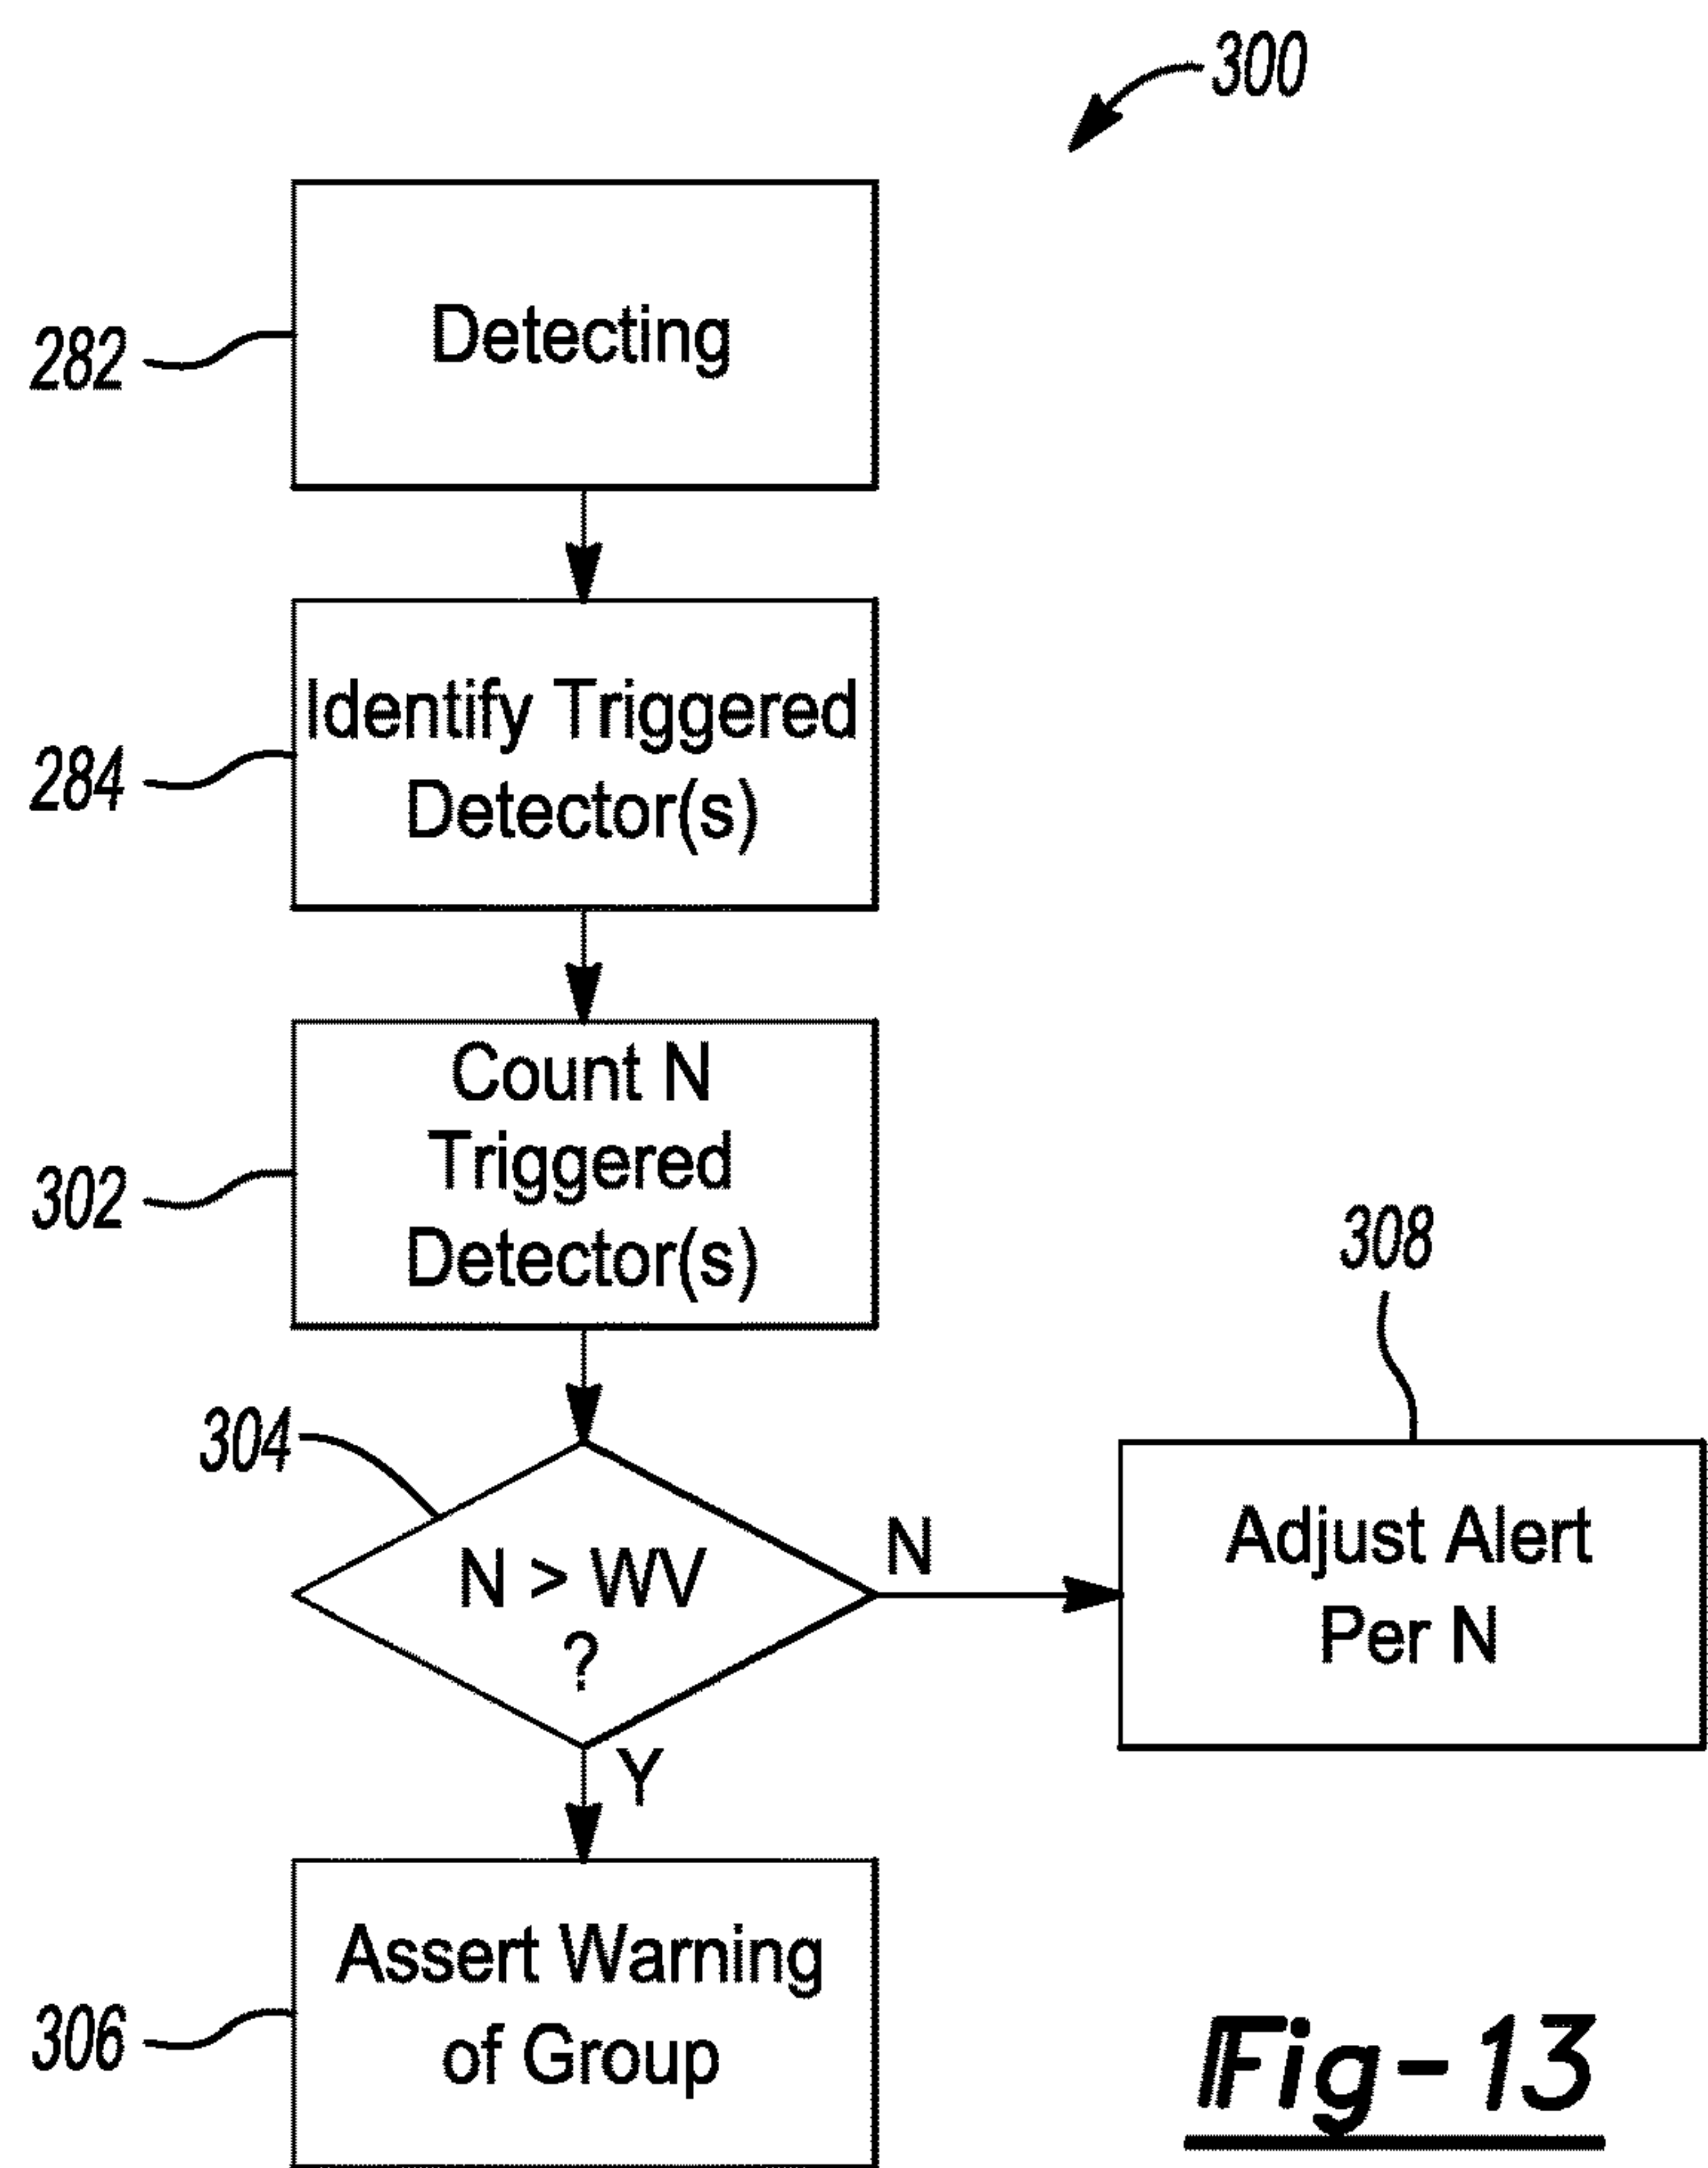 300
282
Detecting
284
Identify Triggered
Detector(s)
302
Count N
Triggered
Detector(s)
308
304
N > WV
?
N
Adjust Alert
Per N
Y
306
Assert Warning
of Group
Fig-13